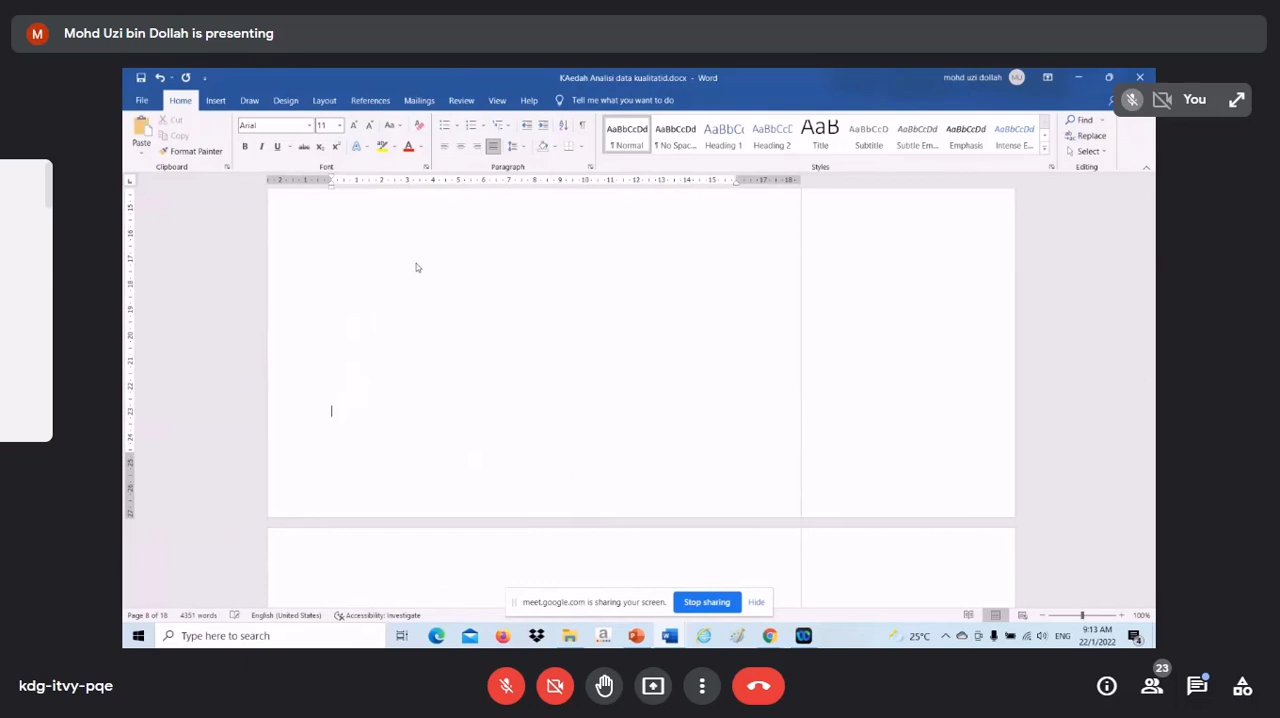 M Mohd Uzi bin Dollah is presenting
KAedah Analisi data kualitatid.docx - Word
mohd uzi dollah MU
File Home Insert Draw Design Layout References Mailings Review View Help Tell me what you want to do
You
Paste
Cut
Copy
Format Painter
Clipboard
Arial 11
Font
Paragraph
AaBbCcDd AaBbCcDd AaBbC( AaBbCcD AaB AaBbCcD AaBbCcDd AaBbCcDd AaBbCcDd
¶ Normal ¶ No Spac... Heading 1 Heading 2 Title Subtitle Subtle Em... Emphasis Intense E...
Styles
Find
Replace
Select
Editing
meet.google.com is sharing your screen. Stop sharing Hide
Page 8 of 18 4351 words English (United States) Accessibility: Investigate 100%
Type here to search
25°C ENG 9:13 AM
22/1/2022
4
kdg-itvy-pqe
23